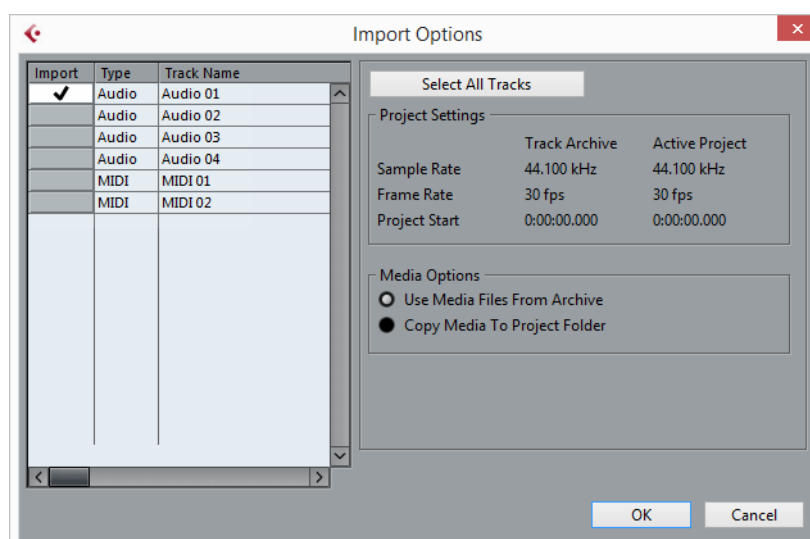 Import Options
Import Type Track Name
Audio Audio 01
Audio Audio 02
Audio Audio 03
Audio Audio 04
MIDI MIDI 01
MIDI MIDI 02
Select All Tracks
Project Settings
Track Archive Active Project
Sample Rate 44.100 kHz 44.100 kHz
Frame Rate 30 fps 30 fps
Project Start 0:00:00.000 0:00:00.000
Media Options
Use Media Files From Archive
Copy Media To Project Folder
OK Cancel